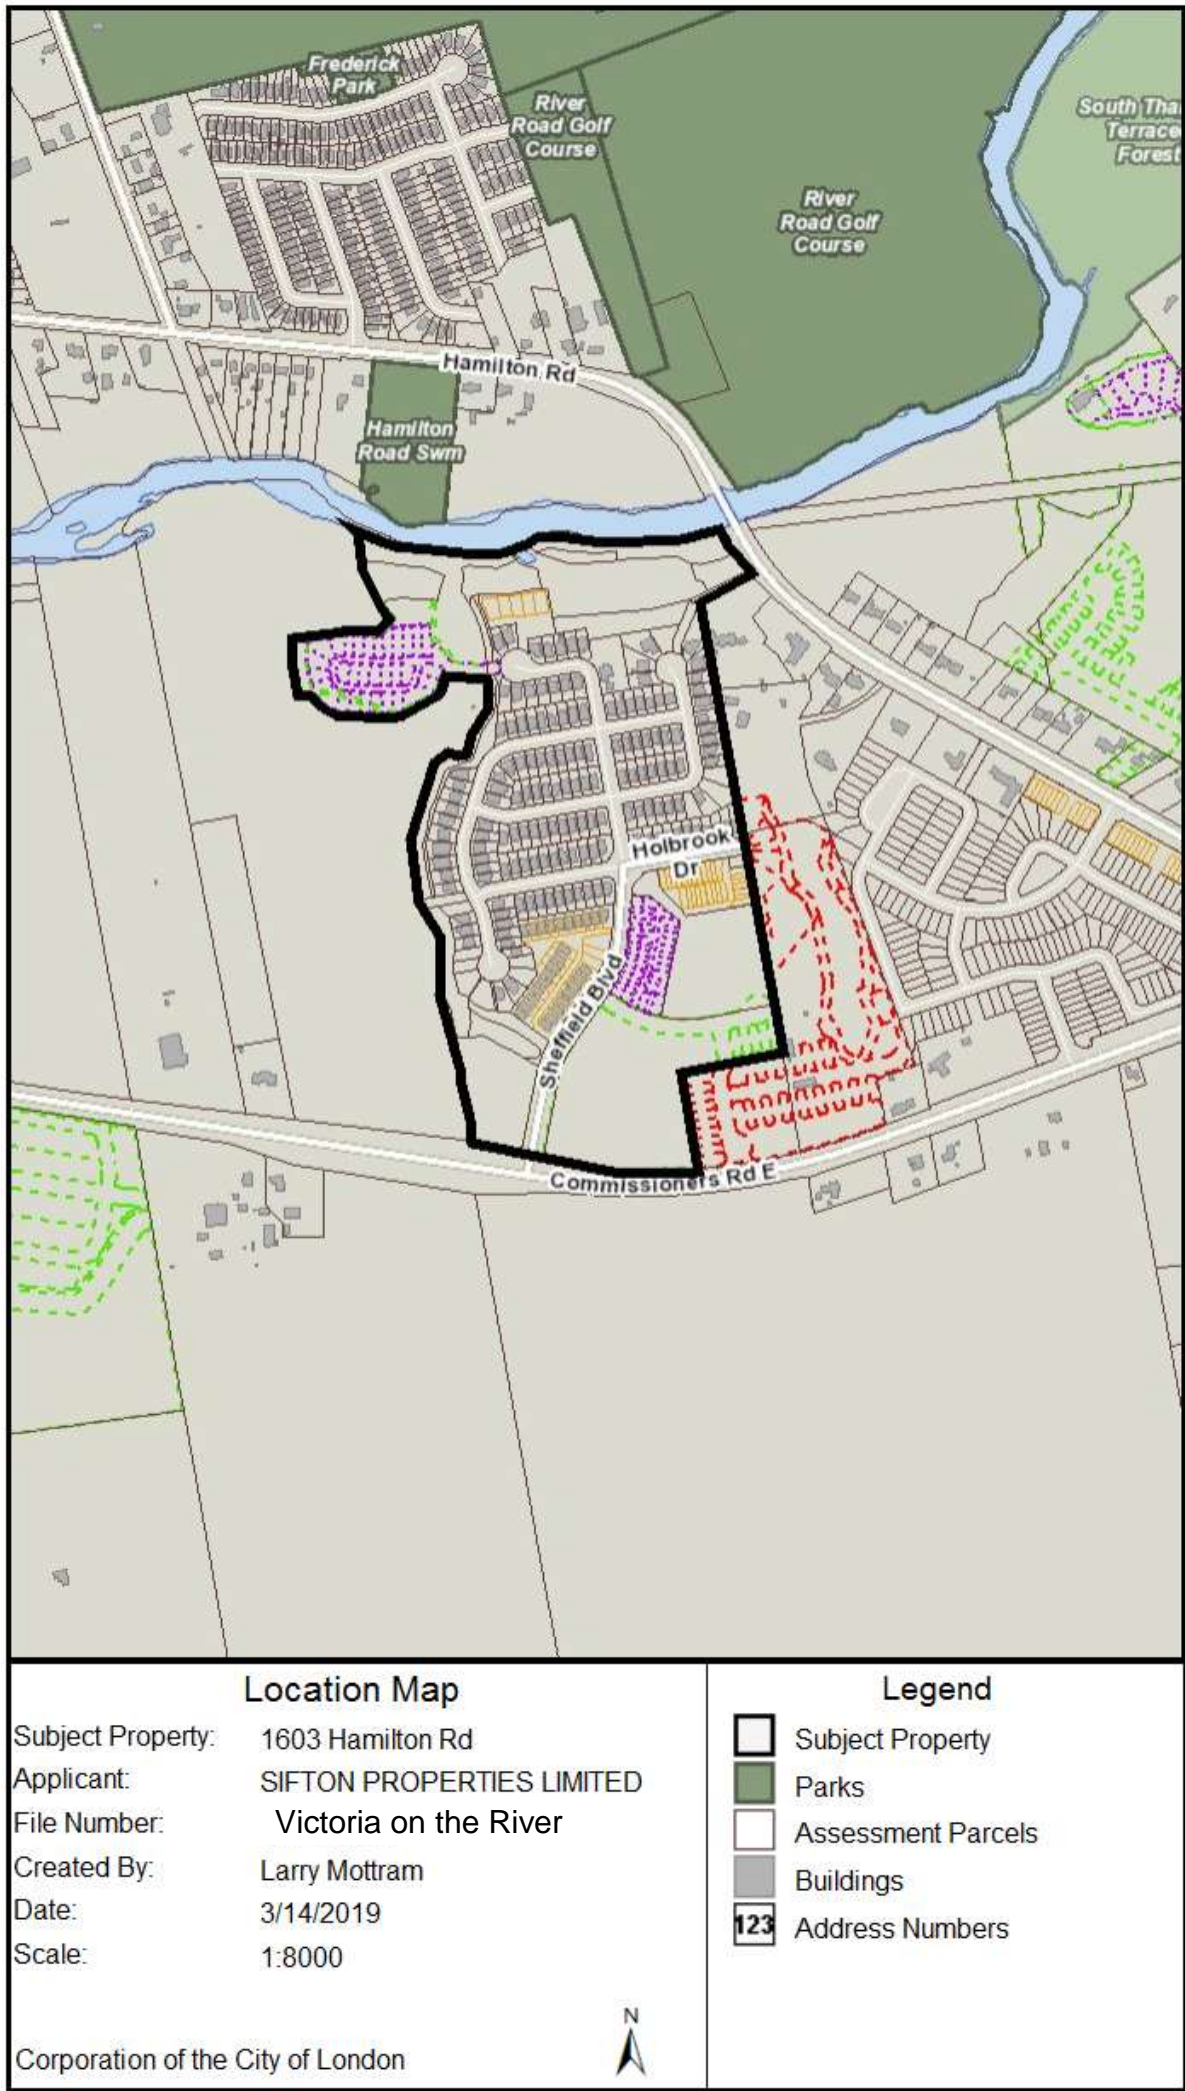 Frederick
Park
River
Road Golf
Course
South Tha
Terrace
Forest
River
Road Golf
Course
Hamilton Rd
Hamilton
Road Swm
Holbrook
Dr
Sheffield Blvd
Commissioners Rd E
Location Map
Subject Property: 1603 Hamilton Rd
Applicant: SIFTON PROPERTIES LIMITED
File Number: Victoria on the River
Created By: Larry Mottram
Date: 3/14/2019
Scale: 1:8000
N
Corporation of the City of London
Legend
Subject Property
Parks
Assessment Parcels
Buildings
123 Address Numbers